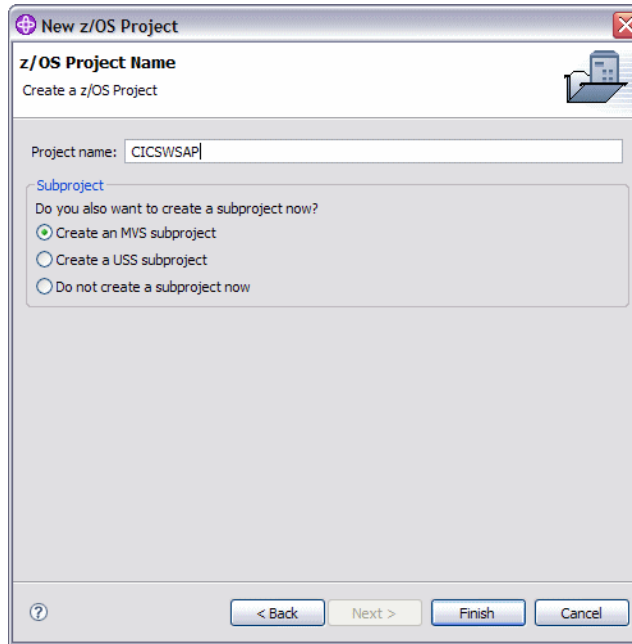 New z/OS Project
z/OS Project Name
Create a z/OS Project
Project name: CICSWSAP
Subproject
Do you also want to create a subproject now?
Create an MVS subproject
Create a USS subproject
Do not create a subproject now
? < Back Next > Finish Cancel